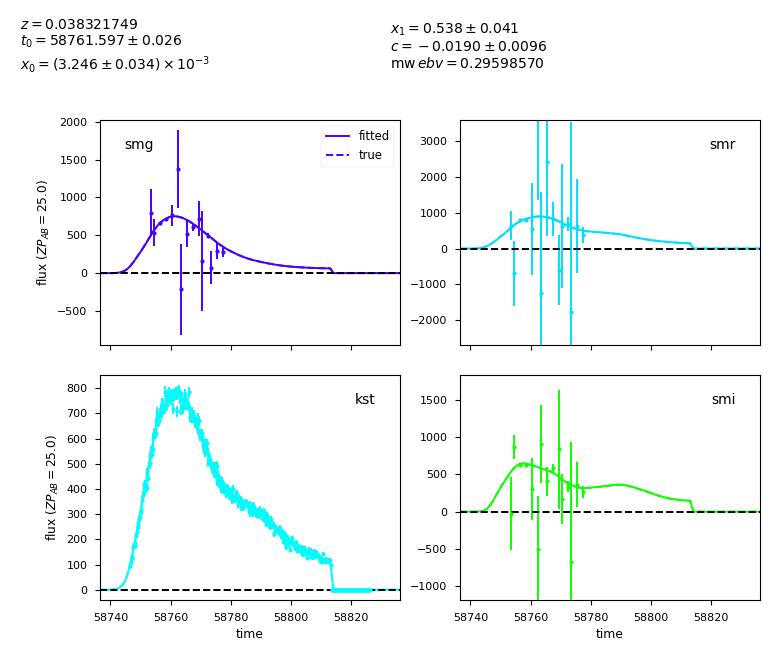 z = 0.038321749
t₀ = 58761.597 ± 0.026
x₀ = (3.246 ± 0.034) × 10⁻³
x₁ = 0.538 ± 0.041
c = −0.0190 ± 0.0096
mw ebv = 0.29598570
smg
fitted
true
2000
1500
1000
500
0
−500
flux (ZP_AB = 25.0)
smr
3000
2000
1000
0
−1000
−2000
kst
800
700
600
500
400
300
200
100
0
flux (ZP_AB = 25.0)
58740 58760 58780 58800 58820
time
smi
1500
1000
500
0
−500
−1000
58740 58760 58780 58800 58820
time